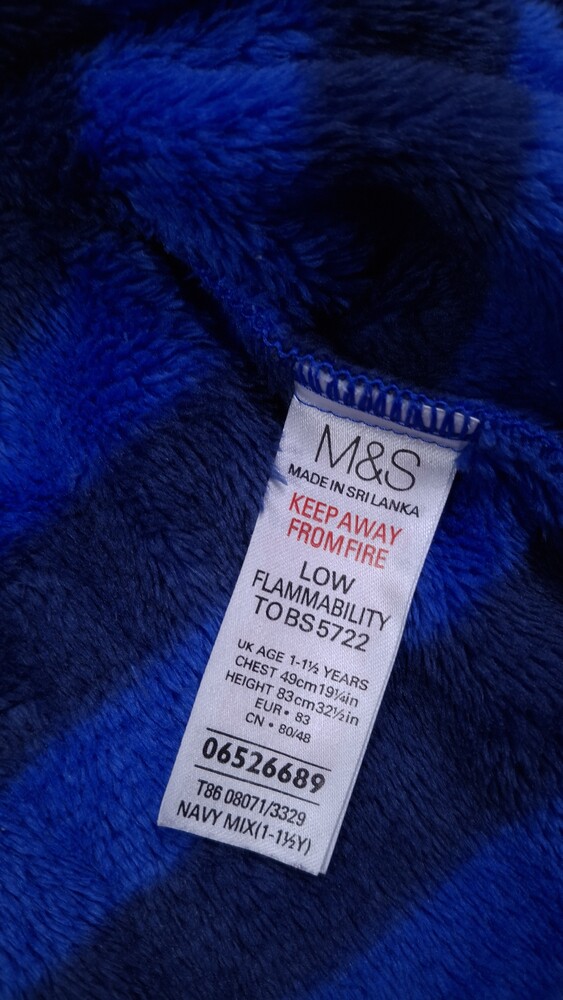 M&S
MADE IN SRI LANKA
KEEP AWAY
FROM FIRE
LOW
FLAMMABILITY
TO BS 5722
UK AGE 1-1½ YEARS
CHEST 49cm 19¼in
HEIGHT 83cm 32½in
EUR • 83
CN • 80/48
06526689
T86 08071/3329
NAVY MIX(1-1½Y)